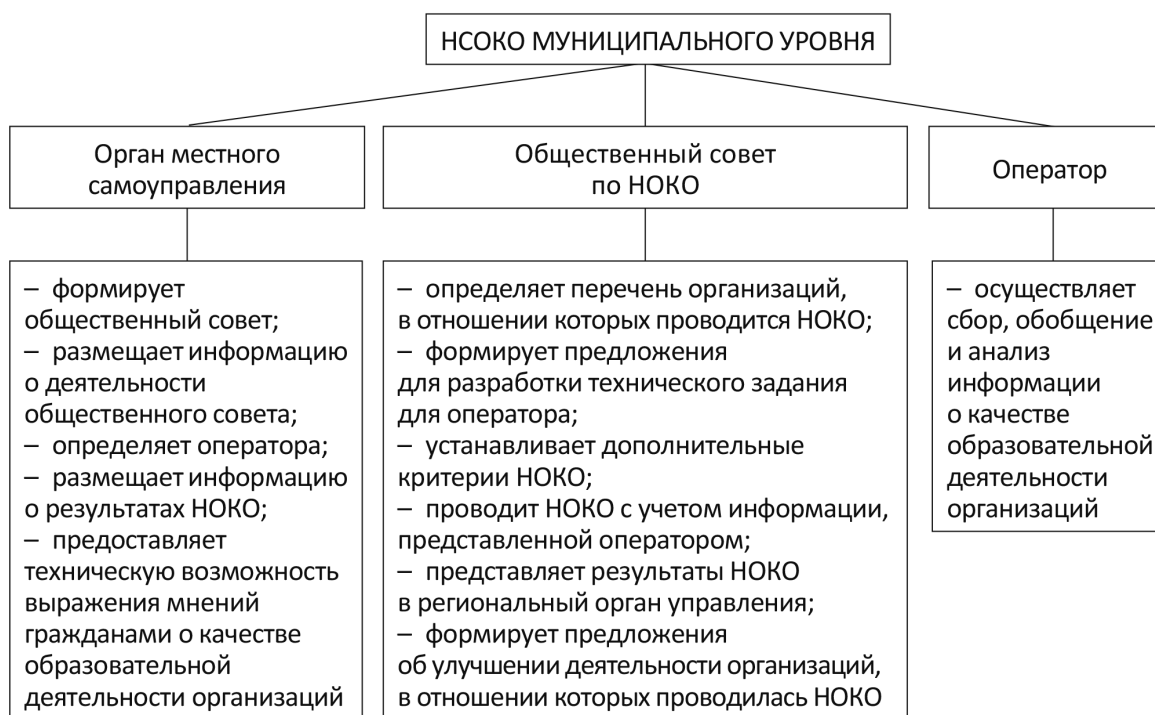 НСОКО МУНИЦИПАЛЬНОГО УРОВНЯ
Орган местного
самоуправления
Общественный совет
по НОКО
Оператор
– формирует
общественный совет;
– размещает информацию
о деятельности
общественного совета;
– определяет оператора;
– размещает информацию
о результатах НОКО;
– предоставляет
техническую возможность
выражения мнений
гражданами о качестве
образовательной
деятельности организаций
– определяет перечень организаций,
в отношении которых проводится НОКО;
– формирует предложения
для разработки технического задания
для оператора;
– устанавливает дополнительные
критерии НОКО;
– проводит НОКО с учетом информации,
представленной оператором;
– представляет результаты НОКО
в региональный орган управления;
– формирует предложения
об улучшении деятельности организаций,
в отношении которых проводилась НОКО
– осуществляет
сбор, обобщение
и анализ
информации
о качестве
образовательной
деятельности
организаций